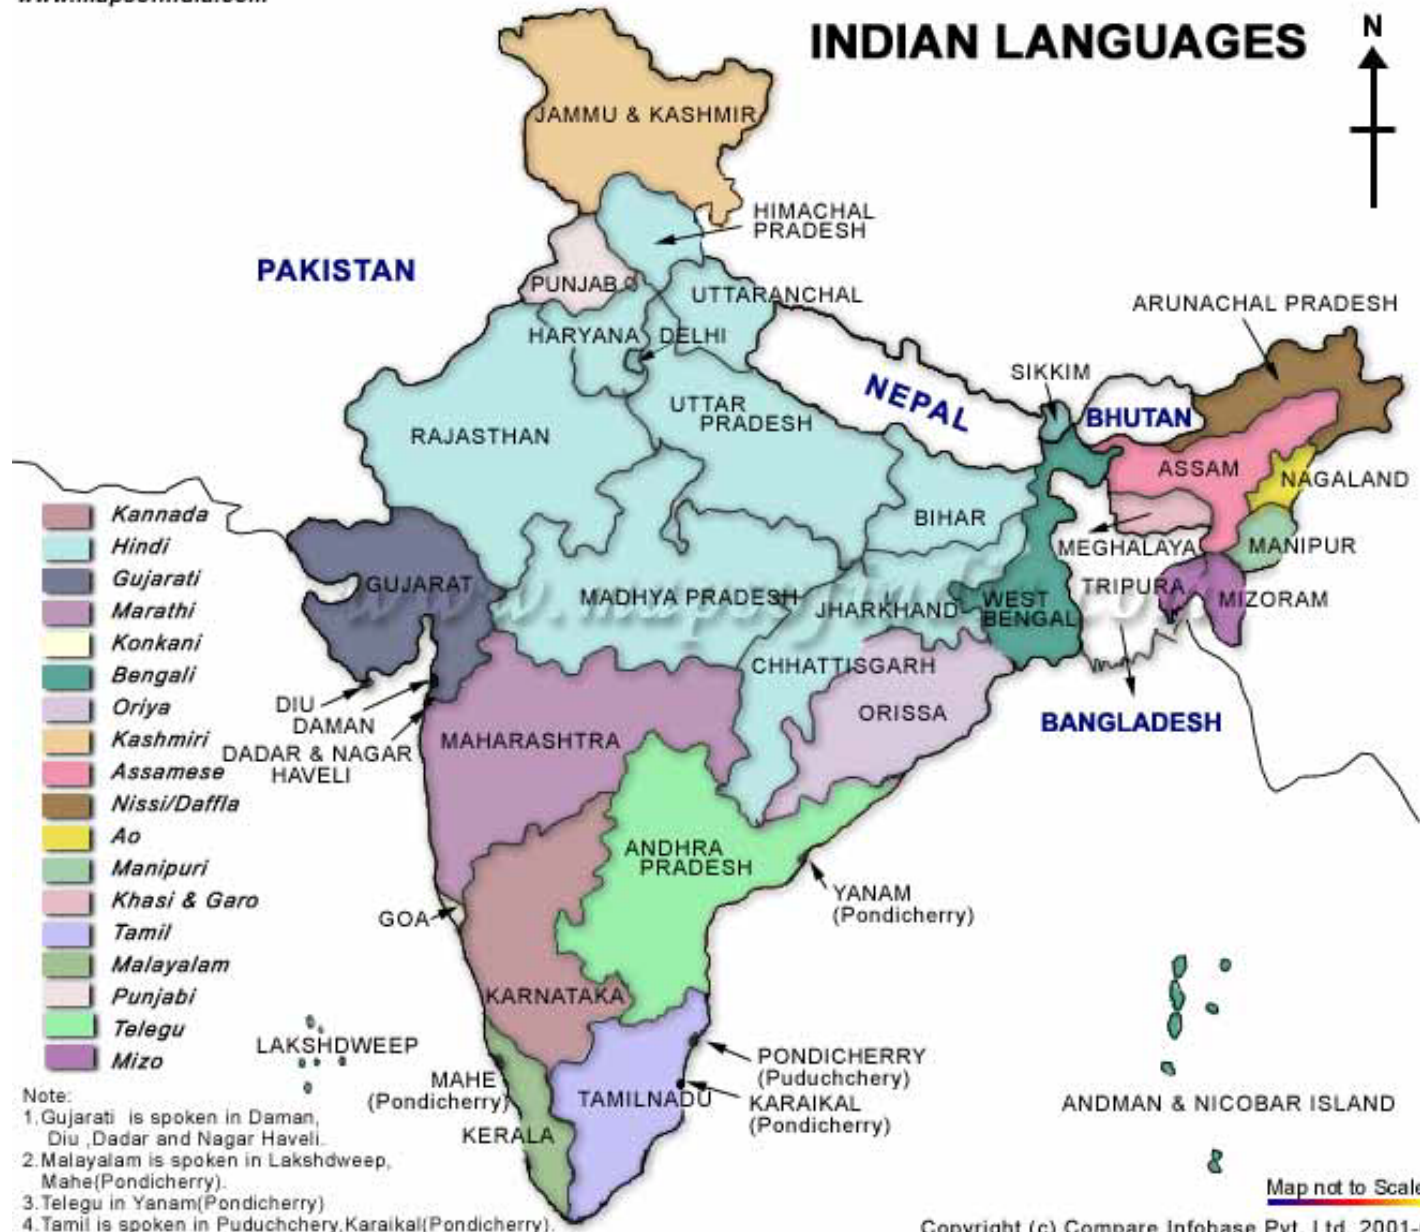 INDIAN LANGUAGES
N
JAMMU & KASHMIR
HIMACHAL
PRADESH
PAKISTAN
PUNJAB
UTTARANCHAL
ARUNACHAL PRADESH
HARYANA
DELHI
SIKKIM
NEPAL
BHUTAN
UTTAR
PRADESH
RAJASTHAN
ASSAM
NAGALAND
BIHAR
MEGHALAYA
MANIPUR
GUJARAT
MADHYA PRADESH
JHARKHAND
WEST
BENGAL
TRIPURA
MIZORAM
CHHATTISGARH
DIU
DAMAN
DADAR & NAGAR
HAVELI
MAHARASHTRA
ORISSA
BANGLADESH
ANDHRA
PRADESH
YANAM
(Pondicherry)
GOA
KARNATAKA
LAKSHDWEEP
MAHE
(Pondicherry)
PONDICHERRY
(Puduchchery)
KARAIKAL
(Pondicherry)
TAMILNADU
KERALA
ANDMAN & NICOBAR ISLAND
Kannada
Hindi
Gujarati
Marathi
Konkani
Bengali
Oriya
Kashmiri
Assamese
Nissi/Daffla
Ao
Manipuri
Khasi & Garo
Tamil
Malayalam
Punjabi
Telegu
Mizo
Note:
1.Gujarati is spoken in Daman,
Diu ,Dadar and Nagar Haveli.
2.Malayalam is spoken in Lakshdweep,
Mahe(Pondicherry).
3.Telegu in Yanam(Pondicherry)
4.Tamil is spoken in Puduchchery,Karaikal(Pondicherry).
Map not to Scale
Copyright (c) Compare Infobase Pvt. Ltd. 2001-